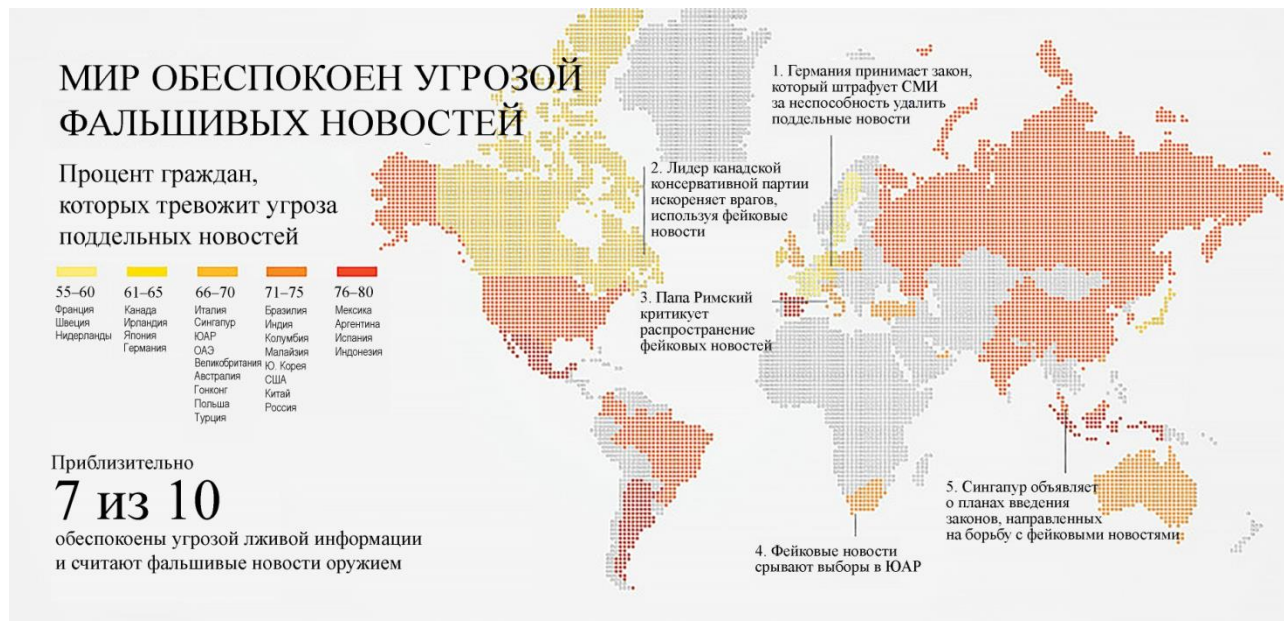 МИР ОБЕСПОКОЕН УГРОЗОЙ
ФАЛЬШИВЫХ НОВОСТЕЙ
Процент граждан,
которых тревожит угроза
поддельных новостей
55–60
Франция
Швеция
Нидерланды
61–65
Канада
Ирландия
Япония
Германия
66–70
Италия
Сингапур
ЮАР
ОАЭ
Великобритания
Австралия
Гонконг
Польша
Турция
71–75
Бразилия
Индия
Колумбия
Малайзия
Ю. Корея
США
Китай
Россия
76–80
Мексика
Аргентина
Испания
Индонезия
Приблизительно
7 из 10
обеспокоены угрозой лживой информации
и считают фальшивые новости оружием
1. Германия принимает закон,
который штрафует СМИ
за неспособность удалить
поддельные новости
2. Лидер канадской
консервативной партии
искореняет врагов,
используя фейковые
новости
3. Папа Римский
критикует
распространение
фейковых новостей
4. Фейковые новости
срывают выборы в ЮАР
5. Сингапур объявляет
о планах введения
законов, направленных
на борьбу с фейковыми новостями